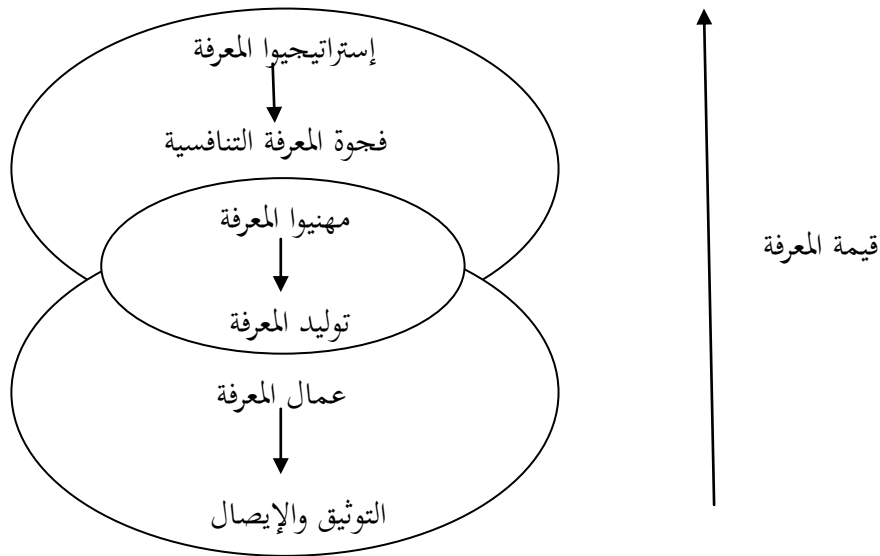 إستراتيجيوا المعرفة
فجوة المعرفة التنافسية
مهنيوا المعرفة
توليد المعرفة
عمال المعرفة
التوثيق والإيصال
قيمة المعرفة